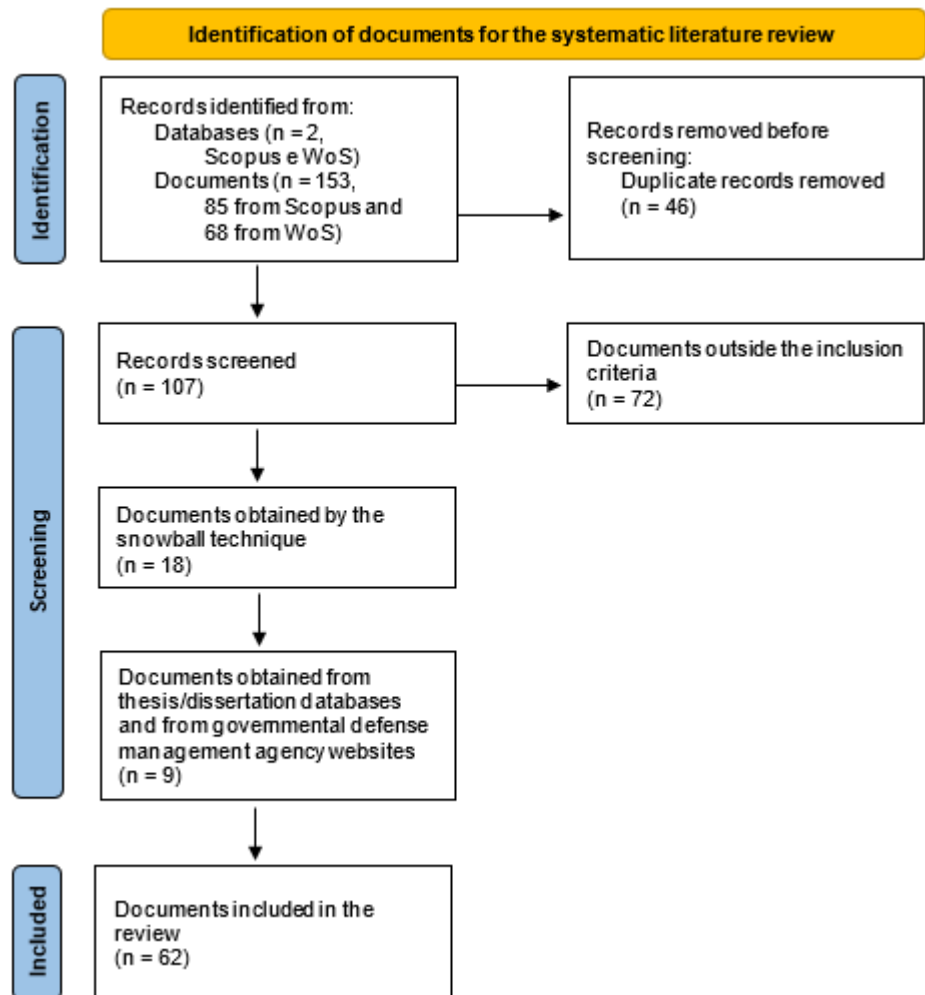 Identification of documents for the systematic literature review
Identification
Records identified from:
Databases (n = 2,
Scopus e WoS)
Documents (n = 153,
85 from Scopus and
68 from WoS)
Records removed before
screening:
Duplicate records removed
(n = 46)
Screening
Records screened
(n = 107)
Documents outside the inclusion
criteria
(n = 72)
Documents obtained by the
snowball technique
(n = 18)
Documents obtained from
thesis/dissertation databases
and from governmental defense
management agency websites
(n = 9)
Included
Documents included in the
review
(n = 62)